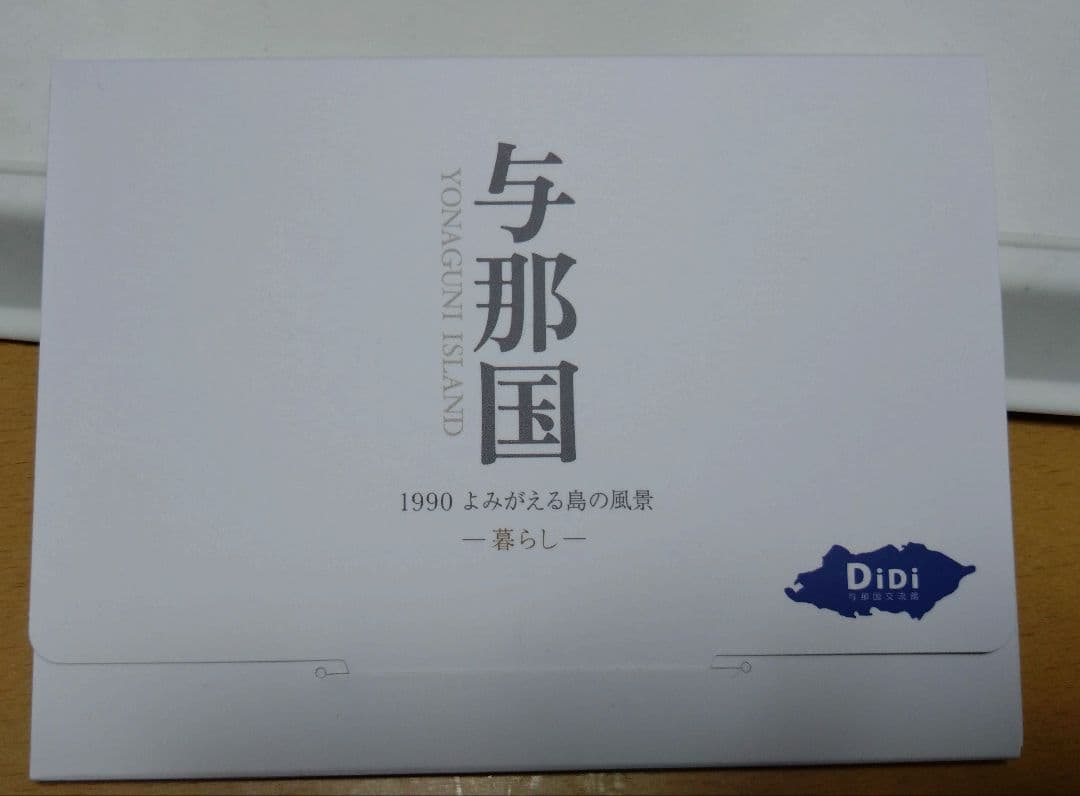 与那国
YONAGUNI ISLAND
1990 よみがえる島の風景
―暮らし―
DiDi
与那国交流館